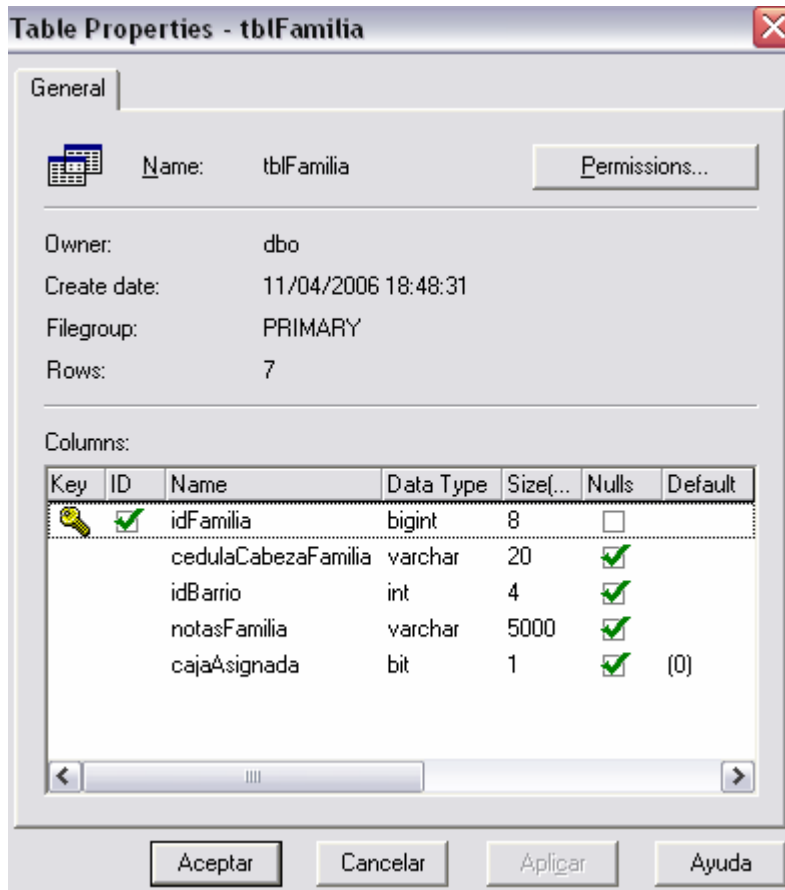 Table Properties - tblFamilia
General
Name: tblFamilia Permissions...
Owner: dbo
Create date: 11/04/2006 18:48:31
Filegroup: PRIMARY
Rows: 7
Columns:
Key ID Name Data Type Size(... Nulls Default
idFamilia bigint 8
cedulaCabezaFamilia varchar 20
idBarrio int 4
notasFamilia varchar 5000
cajaAsignada bit 1 (0)
Aceptar Cancelar Aplicar Ayuda